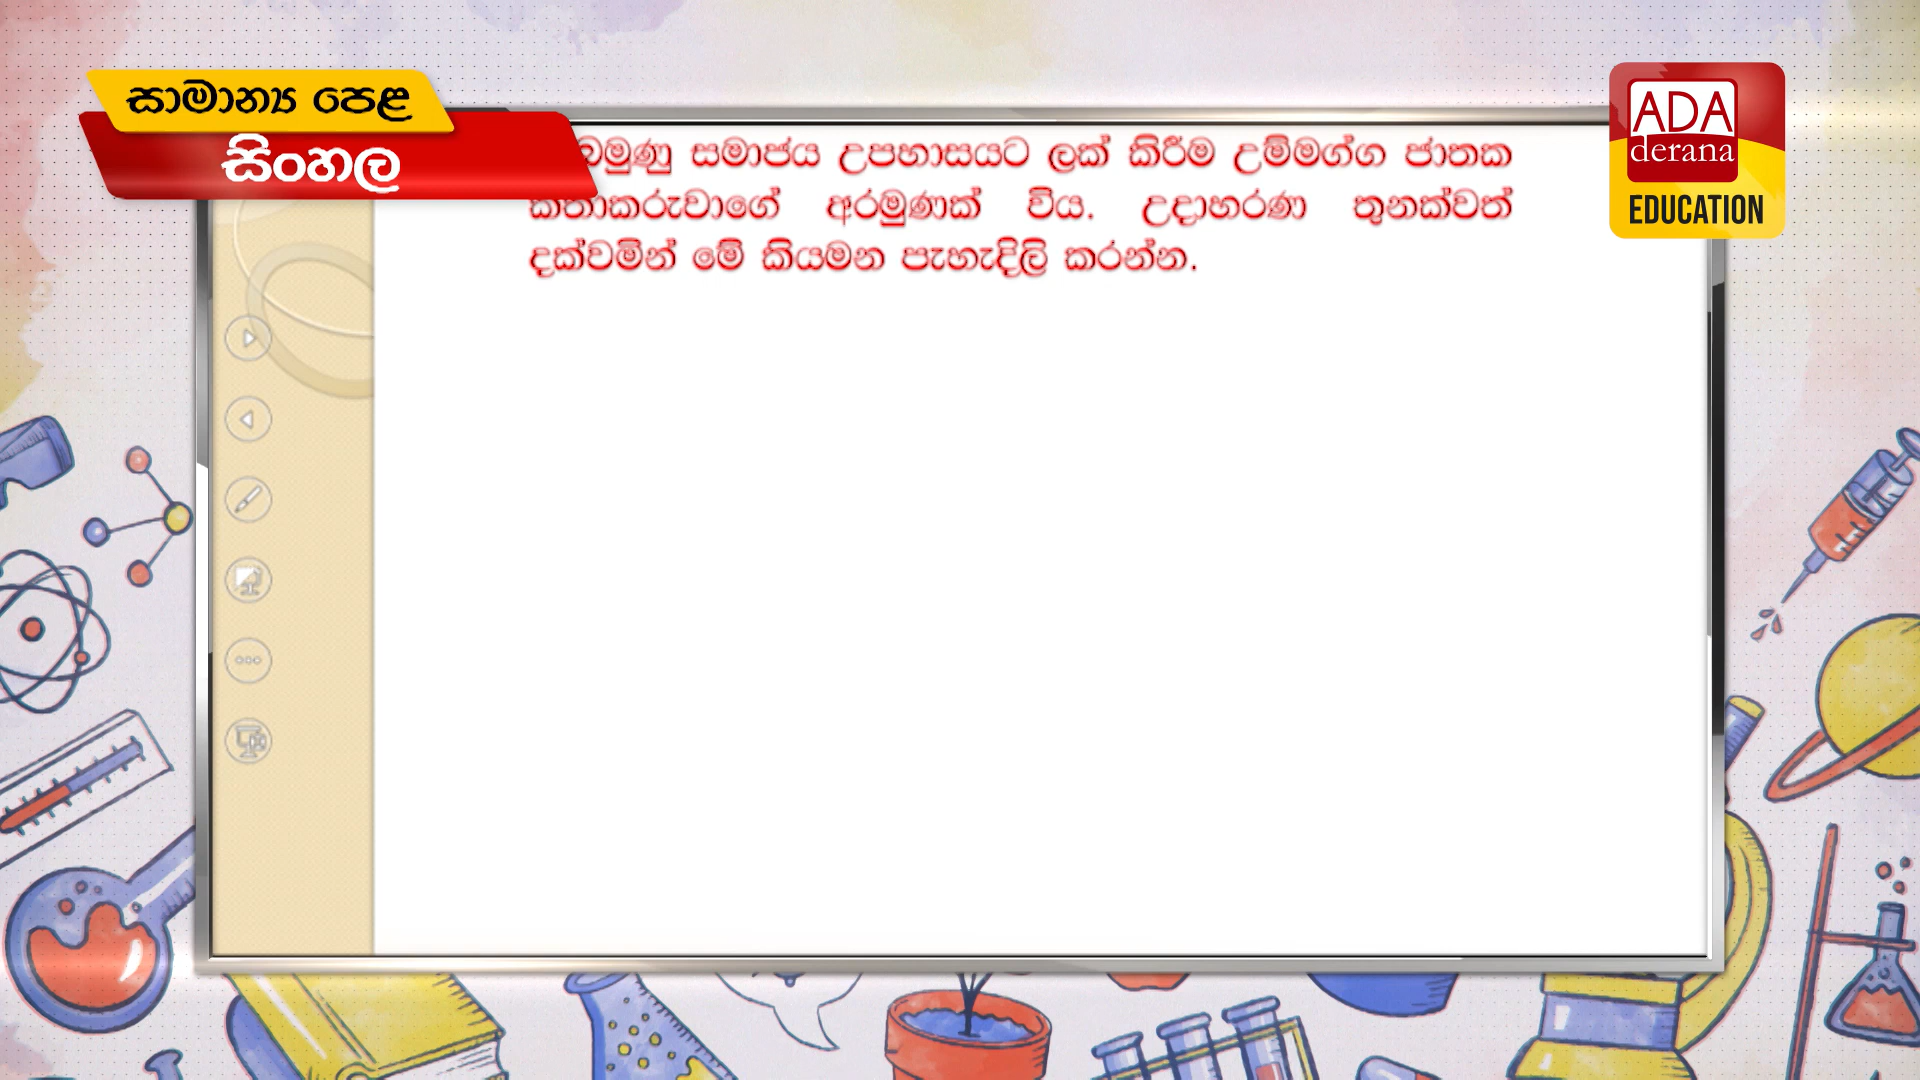 සාමාන්‍ය පෙළ
සිංහල
ADA
derana
EDUCATION
සමාජය උපහාසයට ලක් කිරීම උම්මග්ග ජාතක
කතාකරුවාගේ අරමුණක් විය. උදාහරණ තුනක්වත්
දක්වමින් මේ කියමන පැහැදිලි කරන්න.